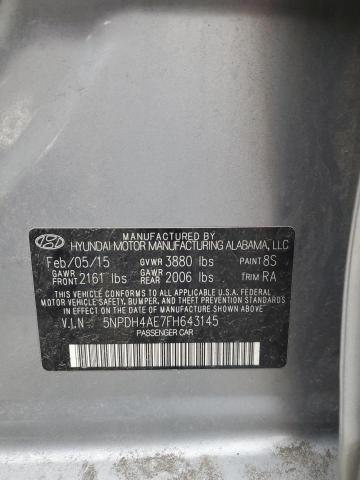 MANUFACTURED BY
HYUNDAI MOTOR MANUFACTURING ALABAMA, LLC
Feb/05/15 GVWR 3880 lbs PAINT 8S
GAWR FRONT 2161 lbs GAWR REAR 2006 lbs TRIM RA
THIS VEHICLE CONFORMS TO ALL APPLICABLE U.S.A FEDERAL
MOTOR VEHICLE SAFETY, BUMPER, AND THEFT PREVENTION STANDARDS
IN EFFECT ON THE DATE OF MANUFACTURE SHOWN ABOVE.
V.I.N 5NPDH4AE7FH643145
PASSENGER CAR